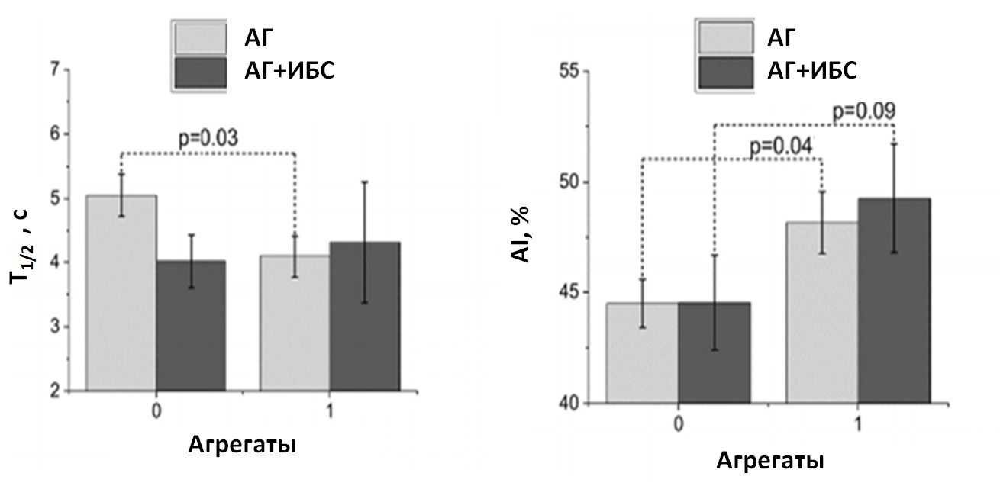 АГ
АГ+ИБС
7
6
5
4
3
2
p=0.03
T1/2 , с
0 1
Агрегаты
АГ
АГ+ИБС
55
50
45
40
p=0.09
p=0.04
AI, %
0 1
Агрегаты